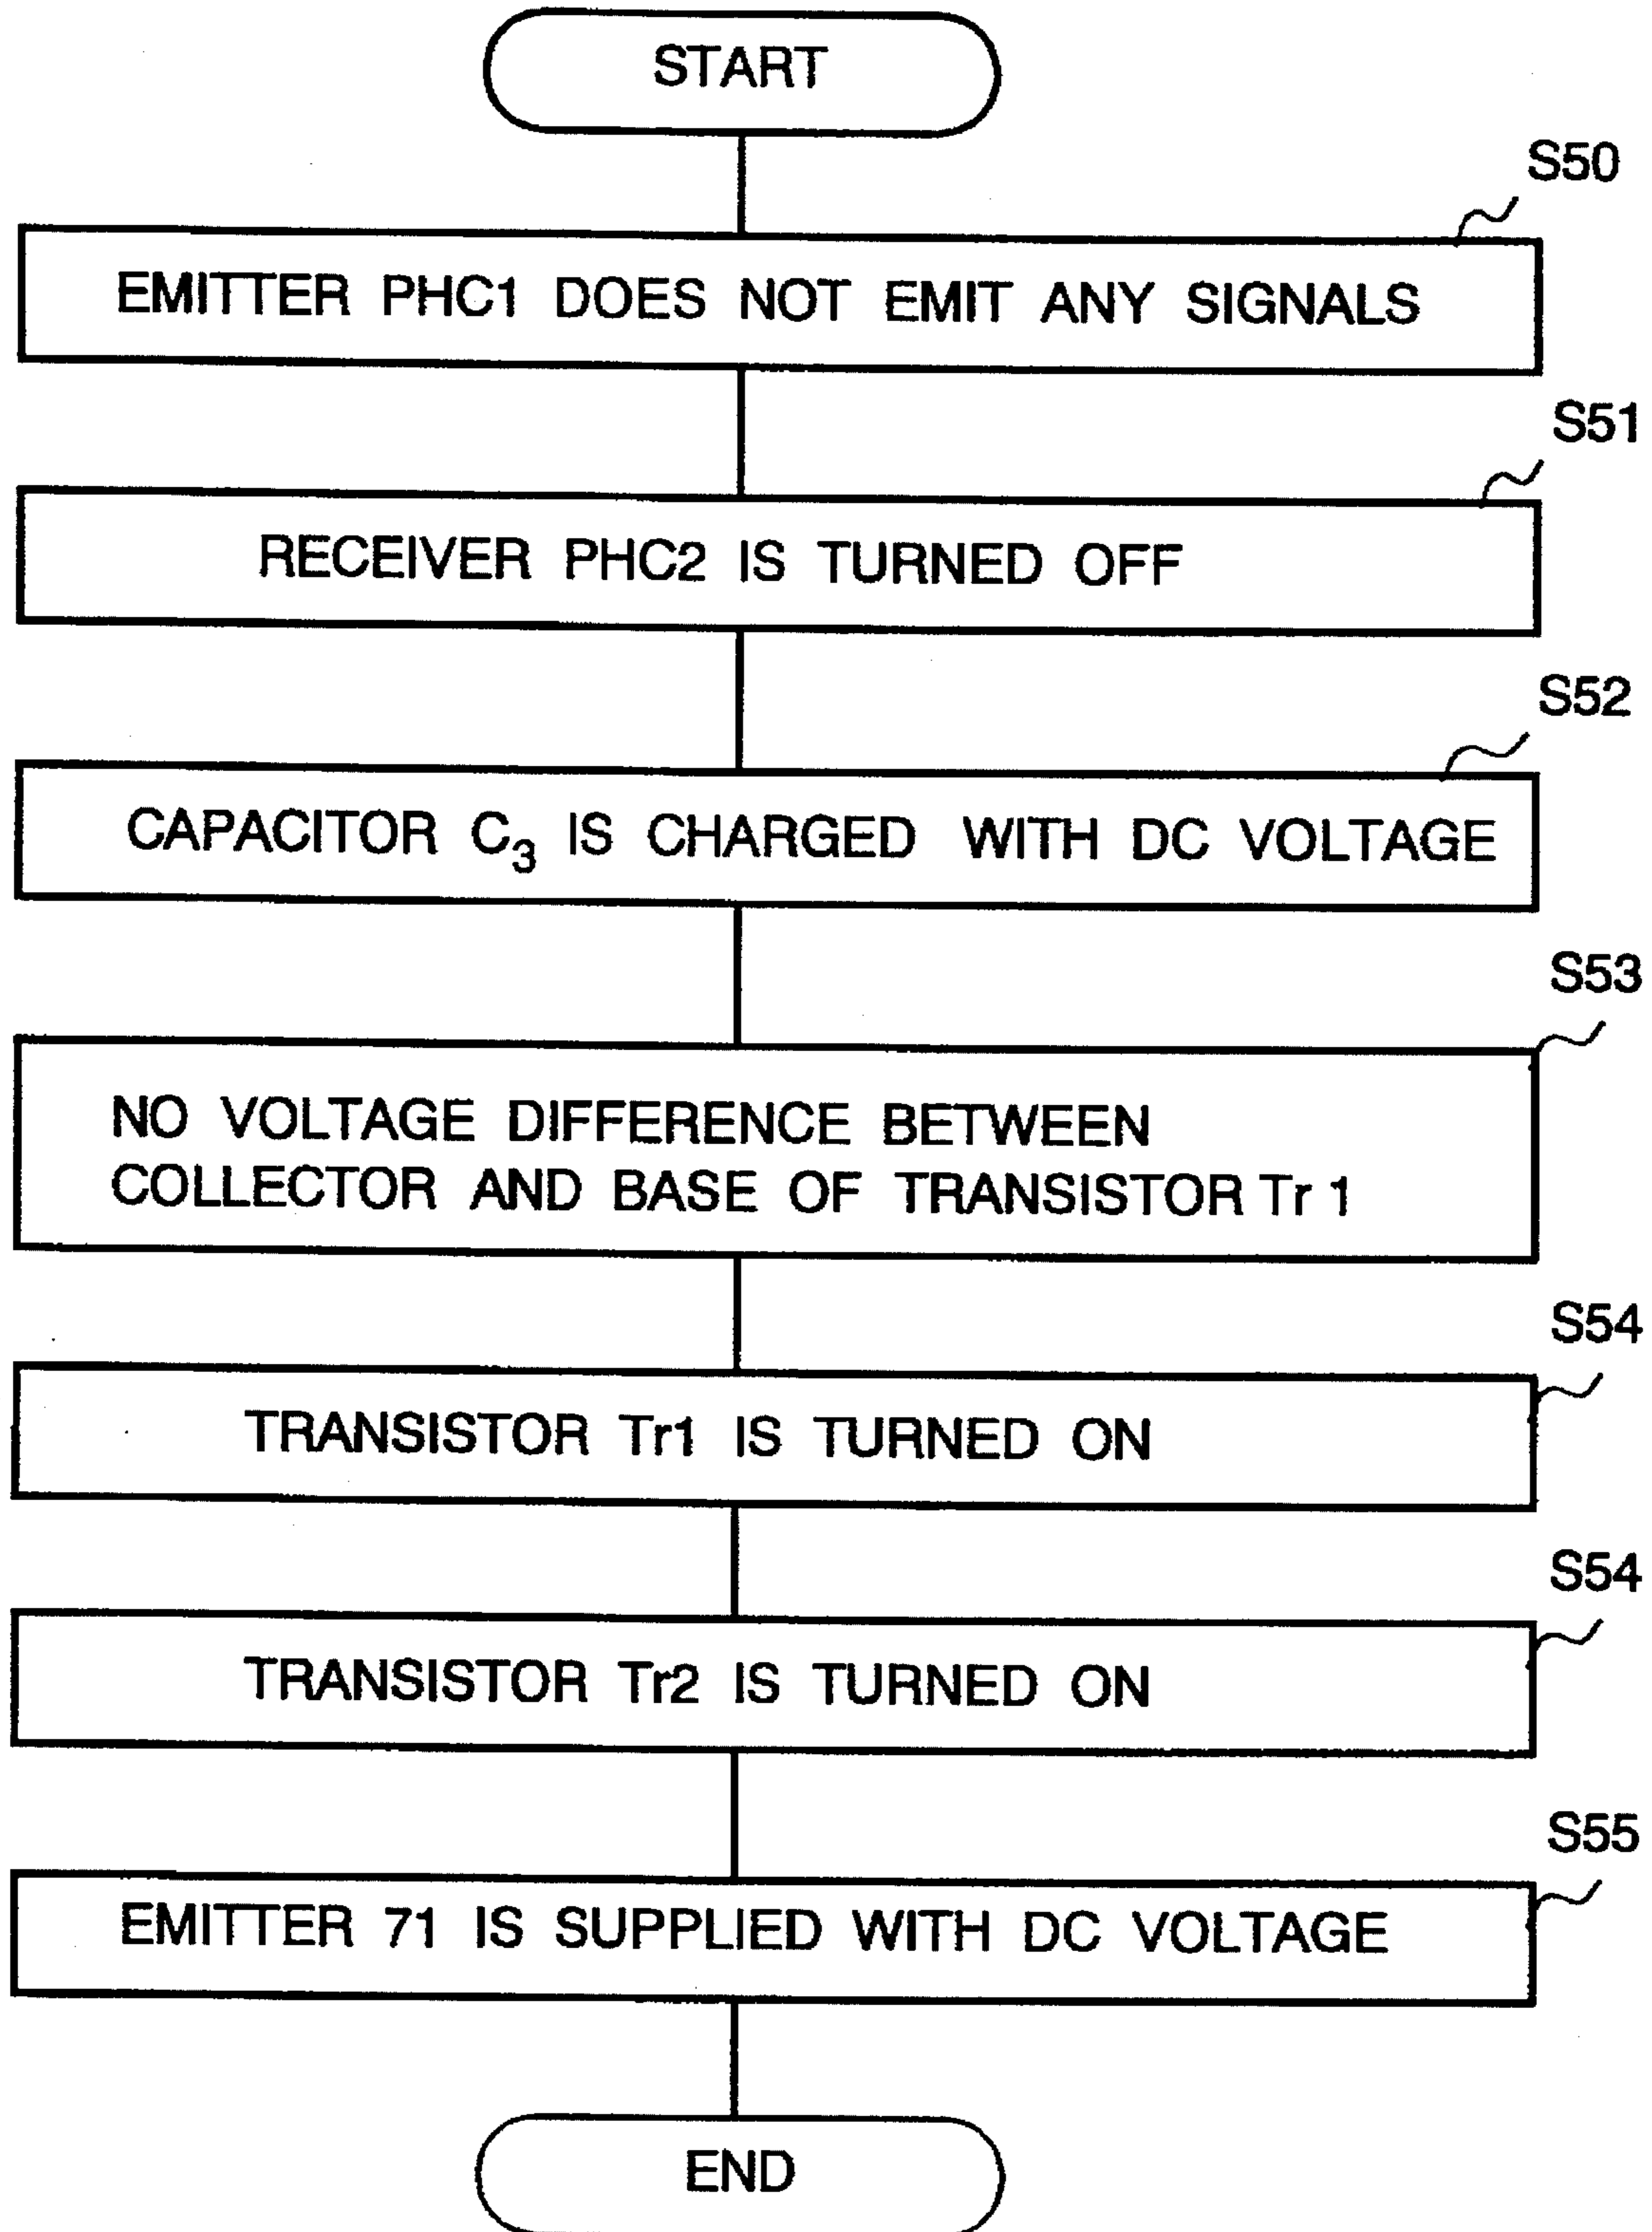 START
S50
EMITTER PHC1 DOES NOT EMIT ANY SIGNALS
S51
RECEIVER PHC2 IS TURNED OFF
S52
CAPACITOR C₃ IS CHARGED WITH DC VOLTAGE
S53
NO VOLTAGE DIFFERENCE BETWEEN
COLLECTOR AND BASE OF TRANSISTOR Tr 1
S54
TRANSISTOR Tr1 IS TURNED ON
S54
TRANSISTOR Tr2 IS TURNED ON
S55
EMITTER 71 IS SUPPLIED WITH DC VOLTAGE
END